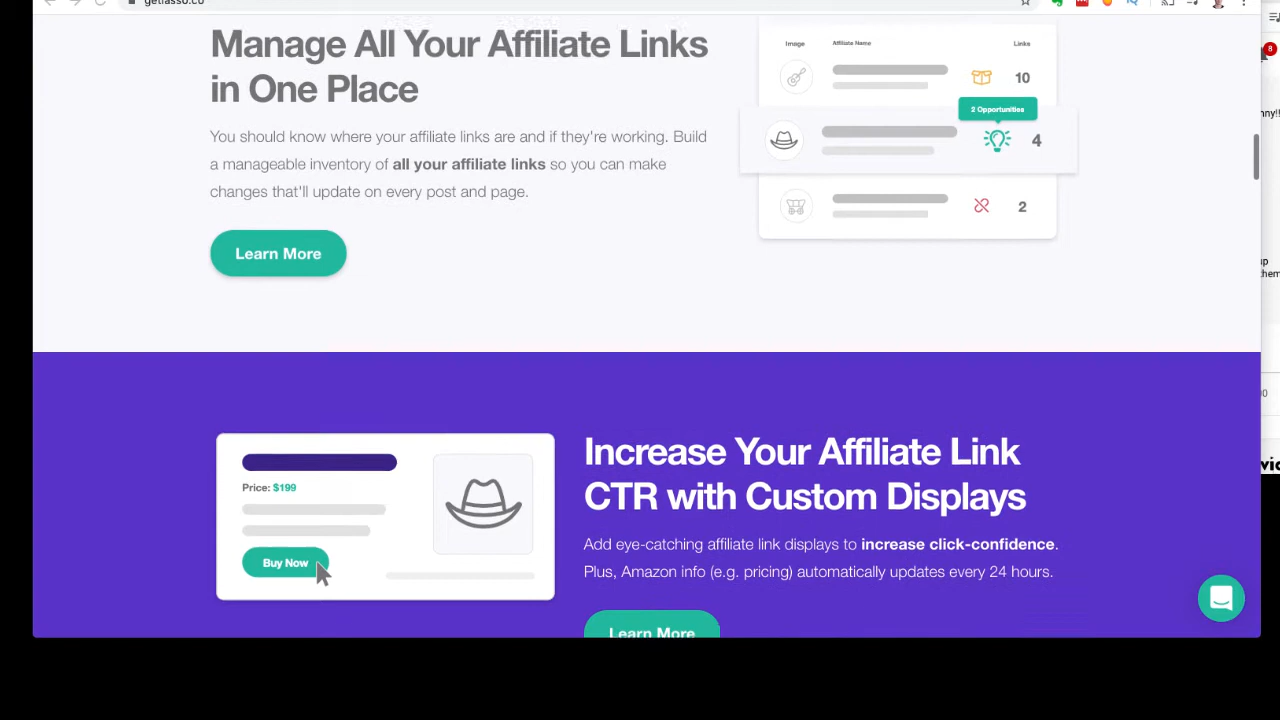 getlasso.co
8
Manage All Your Affiliate Links
in One Place
You should know where your affiliate links are and if they're working. Build
a manageable inventory of all your affiliate links so you can make
changes that'll update on every post and page.
Learn More
Image Affiliate Name Links
10
2 Opportunities
4
2
Increase Your Affiliate Link
CTR with Custom Displays
Add eye-catching affiliate link displays to increase click-confidence.
Plus, Amazon info (e.g. pricing) automatically updates every 24 hours.
Learn More
Price: $199
Buy Now
up